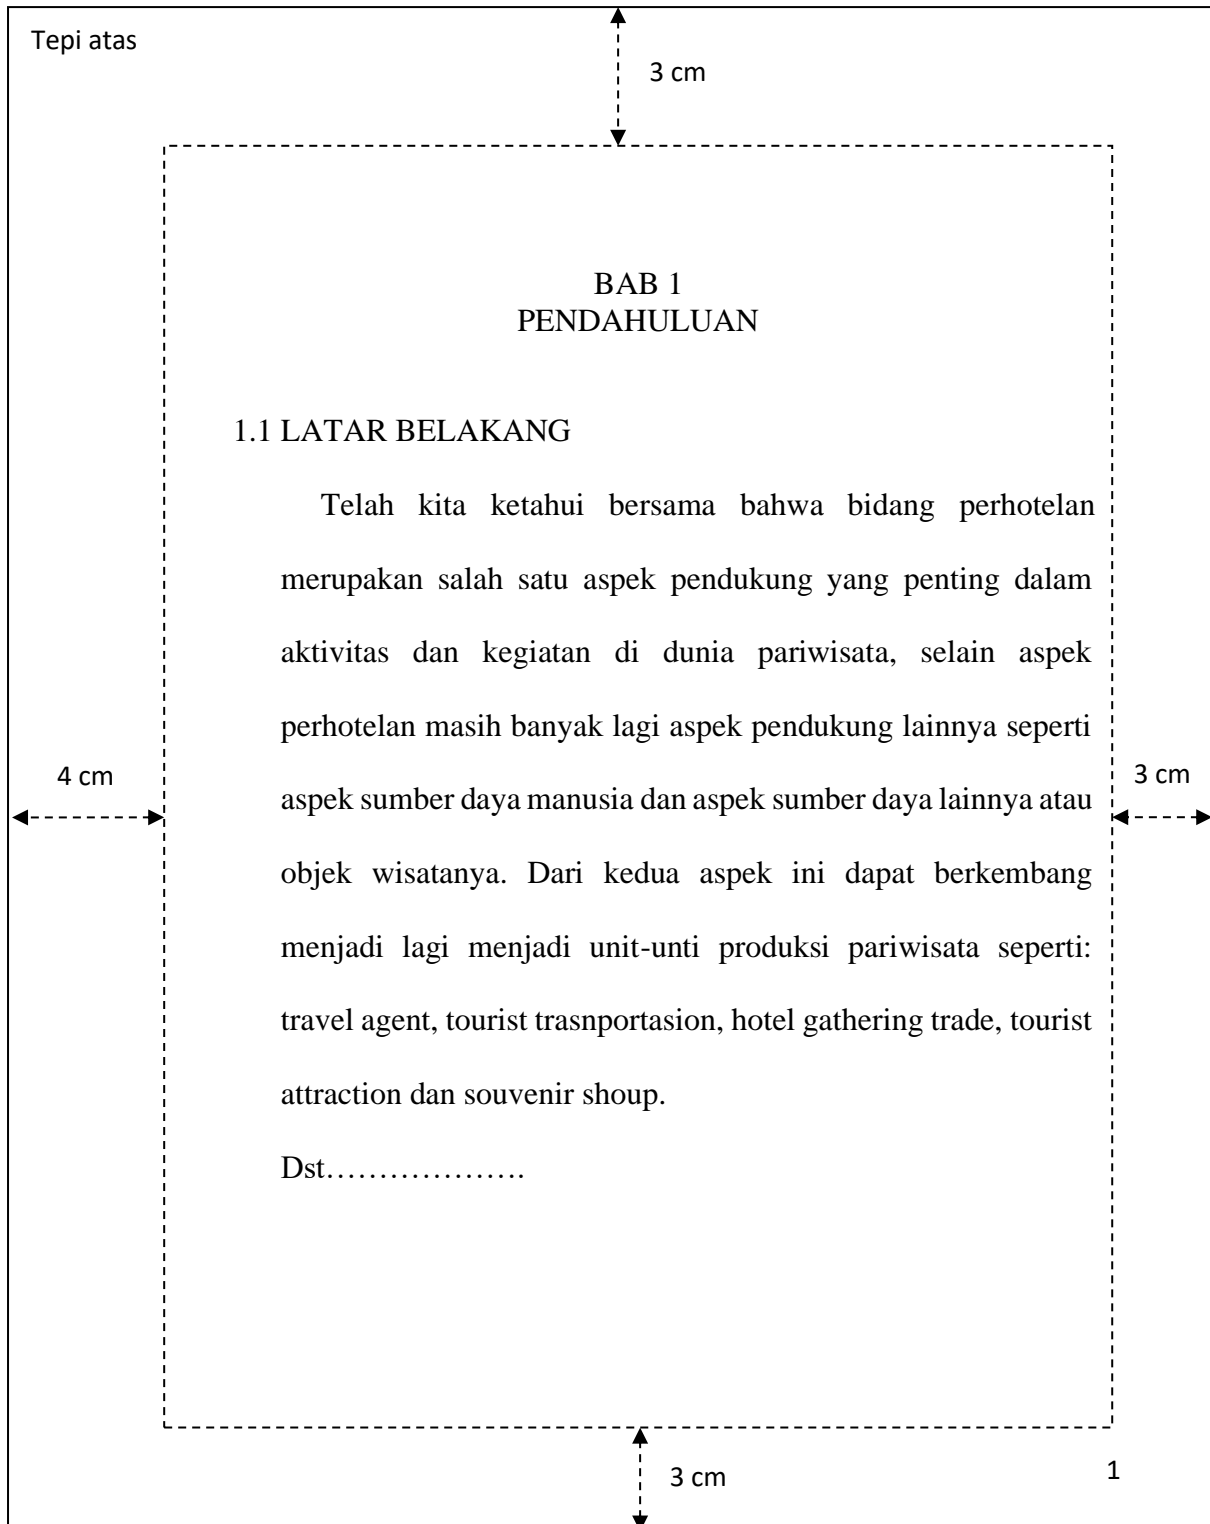 Tepi atas
3 cm
BAB 1
PENDAHULUAN
1.1 LATAR BELAKANG
Telah kita ketahui bersama bahwa bidang perhotelan
merupakan salah satu aspek pendukung yang penting dalam
aktivitas dan kegiatan di dunia pariwisata, selain aspek
perhotelan masih banyak lagi aspek pendukung lainnya seperti
4 cm
3 cm
aspek sumber daya manusia dan aspek sumber daya lainnya atau
objek wisatanya. Dari kedua aspek ini dapat berkembang
menjadi lagi menjadi unit-unti produksi pariwisata seperti:
travel agent, tourist trasnportasion, hotel gathering trade, tourist
attraction dan souvenir shoup.
Dst……………….
3 cm
1